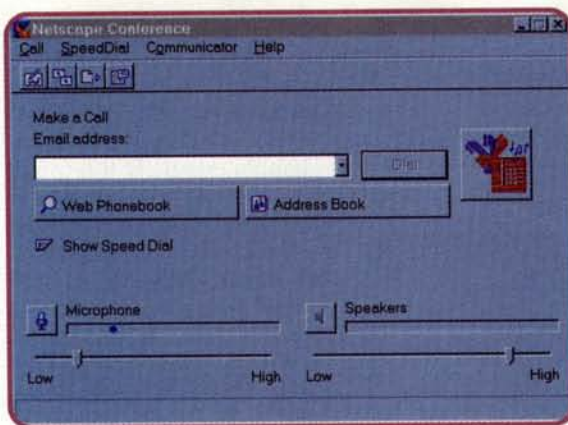 Netscape Conference
Call SpeedDial Communicator Help
Make a Call
Email address:
Dial
Web Phonebook Address Book
Show Speed Dial
Microphone Speakers
Low High Low High